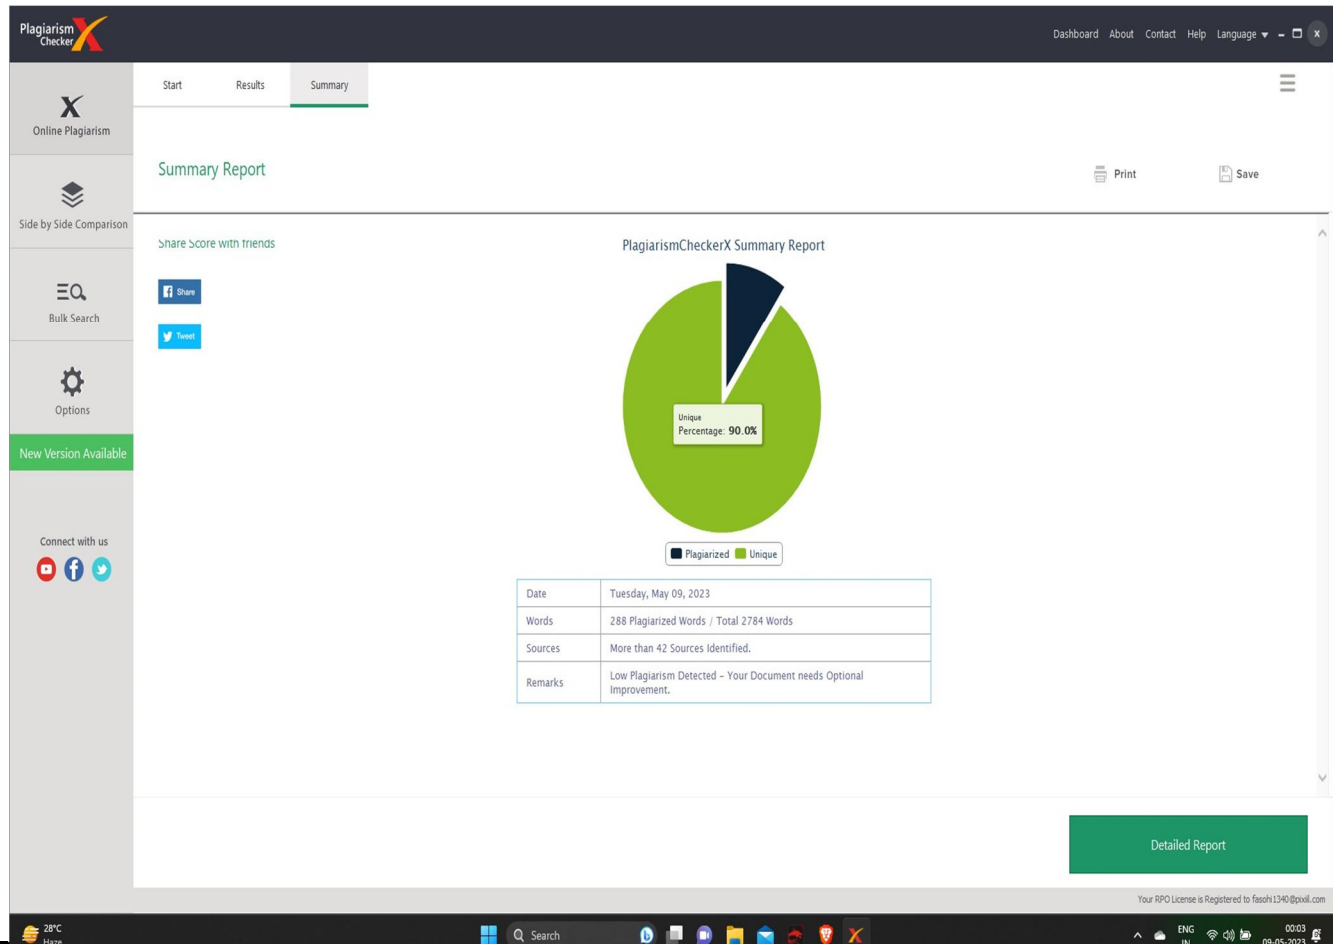 Plagiarism
Checker
Dashboard About Contact Help Language
Start Results Summary
Online Plagiarism
Summary Report
Print Save
Side by Side Comparison
Share Score with friends
PlagiarismCheckerX Summary Report
Share
Bulk Search
Tweet
Options
Unique
Percentage: 90.0%
New Version Available
Connect with us
Plagiarized Unique
Date Tuesday, May 09, 2023
Words 288 Plagiarized Words / Total 2784 Words
Sources More than 42 Sources Identified.
Remarks Low Plagiarism Detected – Your Document needs Optional
Improvement.
Detailed Report
Your RPO License is Registered to fasohi1340@pixiil.com
28°C
Haze
Search
ENG
IN
00:03
09-05-2023